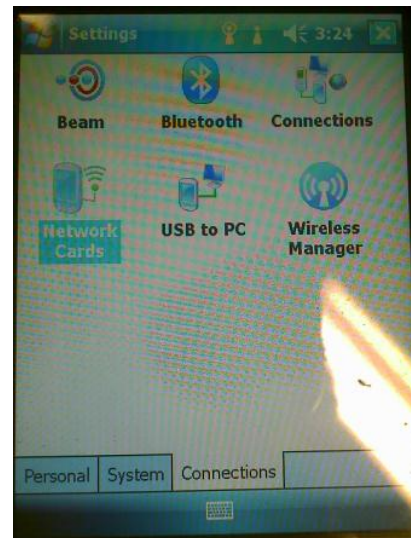 Settings 3:24
Beam Bluetooth Connections
Network USB to PC Wireless
Cards Manager
Personal System Connections